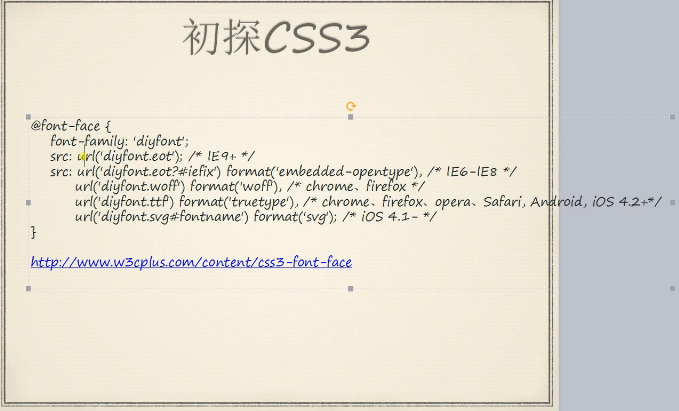 初探CSS3
@font-face {
font-family: 'diyfont';
src: url('diyfont.eot'); /* IE9+ */
src: url('diyfont.eot?#iefix') format('embedded-opentype'), /* IE6-IE8 */
url('diyfont.woff') format('woff'), /* chrome、firefox */
url('diyfont.ttf') format('truetype'), /* chrome、firefox、opera、Safari, Android, iOS 4.2+*/
url('diyfont.svg#fontname') format('svg'); /* iOS 4.1- */
}
http://www.w3cplus.com/content/css3-font-face